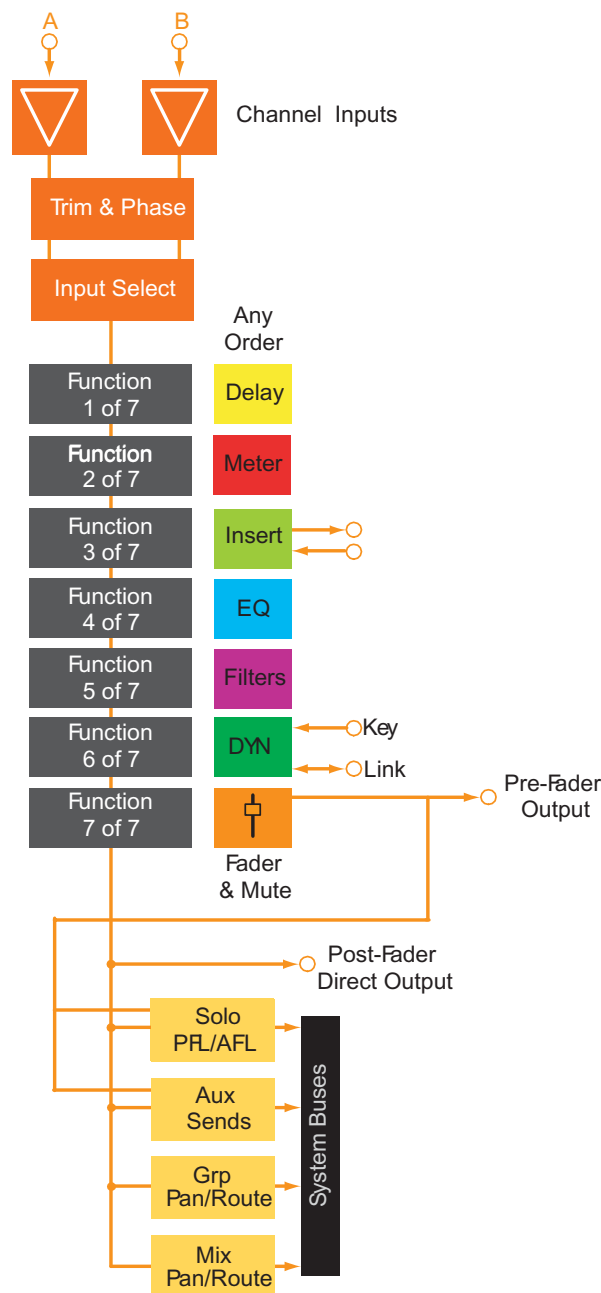 A
B
Channel Inputs
Trim & Phase
Input Select
Any
Order
Function
1 of 7
Delay
Function
2 of 7
Meter
Function
3 of 7
Insert
Function
4 of 7
EQ
Function
5 of 7
Filters
Function
6 of 7
DYN
Key
Link
Function
7 of 7
Pre-Fader
Output
Fader
& Mute
Post-Fader
Direct Output
Solo
PFL/AFL
Aux
Sends
Grp
Pan/Route
Mix
Pan/Route
System Buses